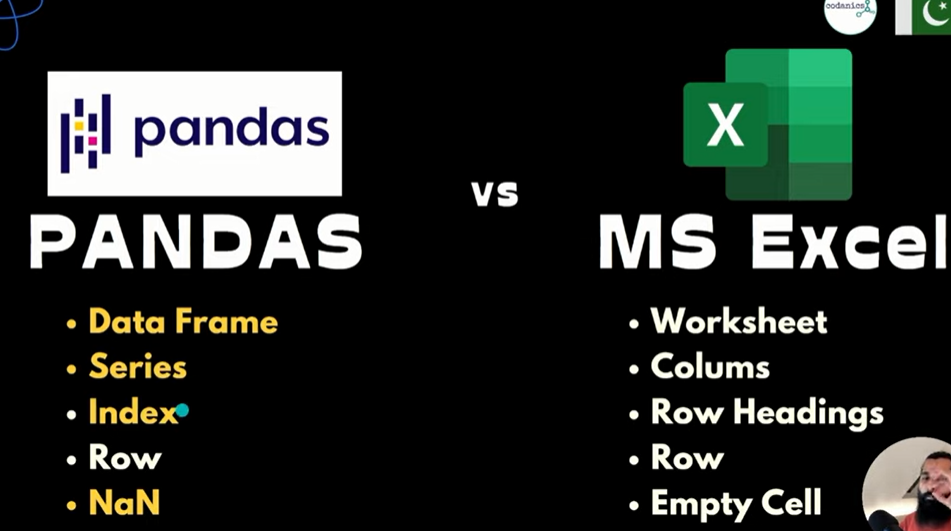 codanics
pandas
X
vs
PANDAS
MS Excel
• Data Frame
• Series
• Index
• Row
• NaN
• Worksheet
• Colums
• Row Headings
• Row
• Empty Cell